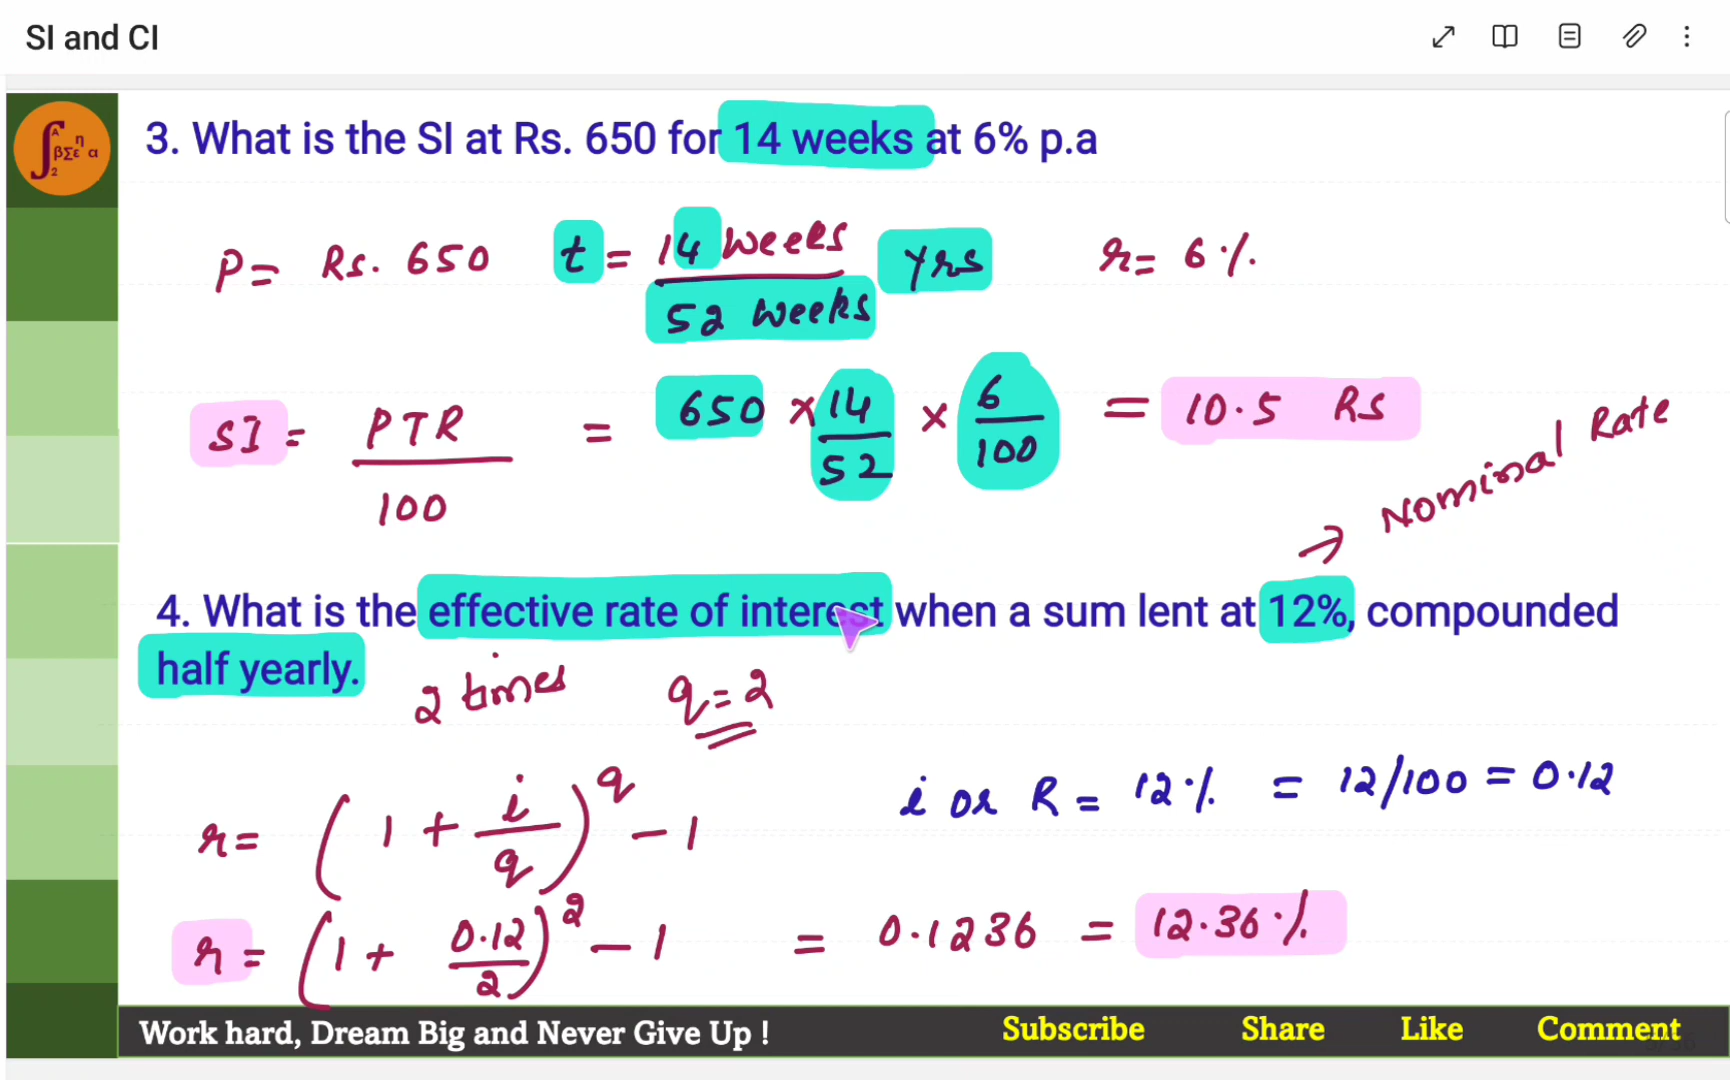 SI and CI
3. What is the SI at Rs. 650 for 14 weeks at 6% p.a
P = Rs. 650 t = 14 weeks / 52 weeks yrs r = 6%
SI = PTR / 100 = 650 × 14/52 × 6/100 = 10.5 RS
→ Nominal Rate
4. What is the effective rate of interest when a sum lent at 12%, compounded
half yearly. 2 times q=2
r = (1 + i/q)^q − 1 i or R = 12% = 12/100 = 0.12
r = (1 + 0.12/2)^2 − 1 = 0.1236 = 12.36%
Work hard, Dream Big and Never Give Up ! Subscribe Share Like Comment